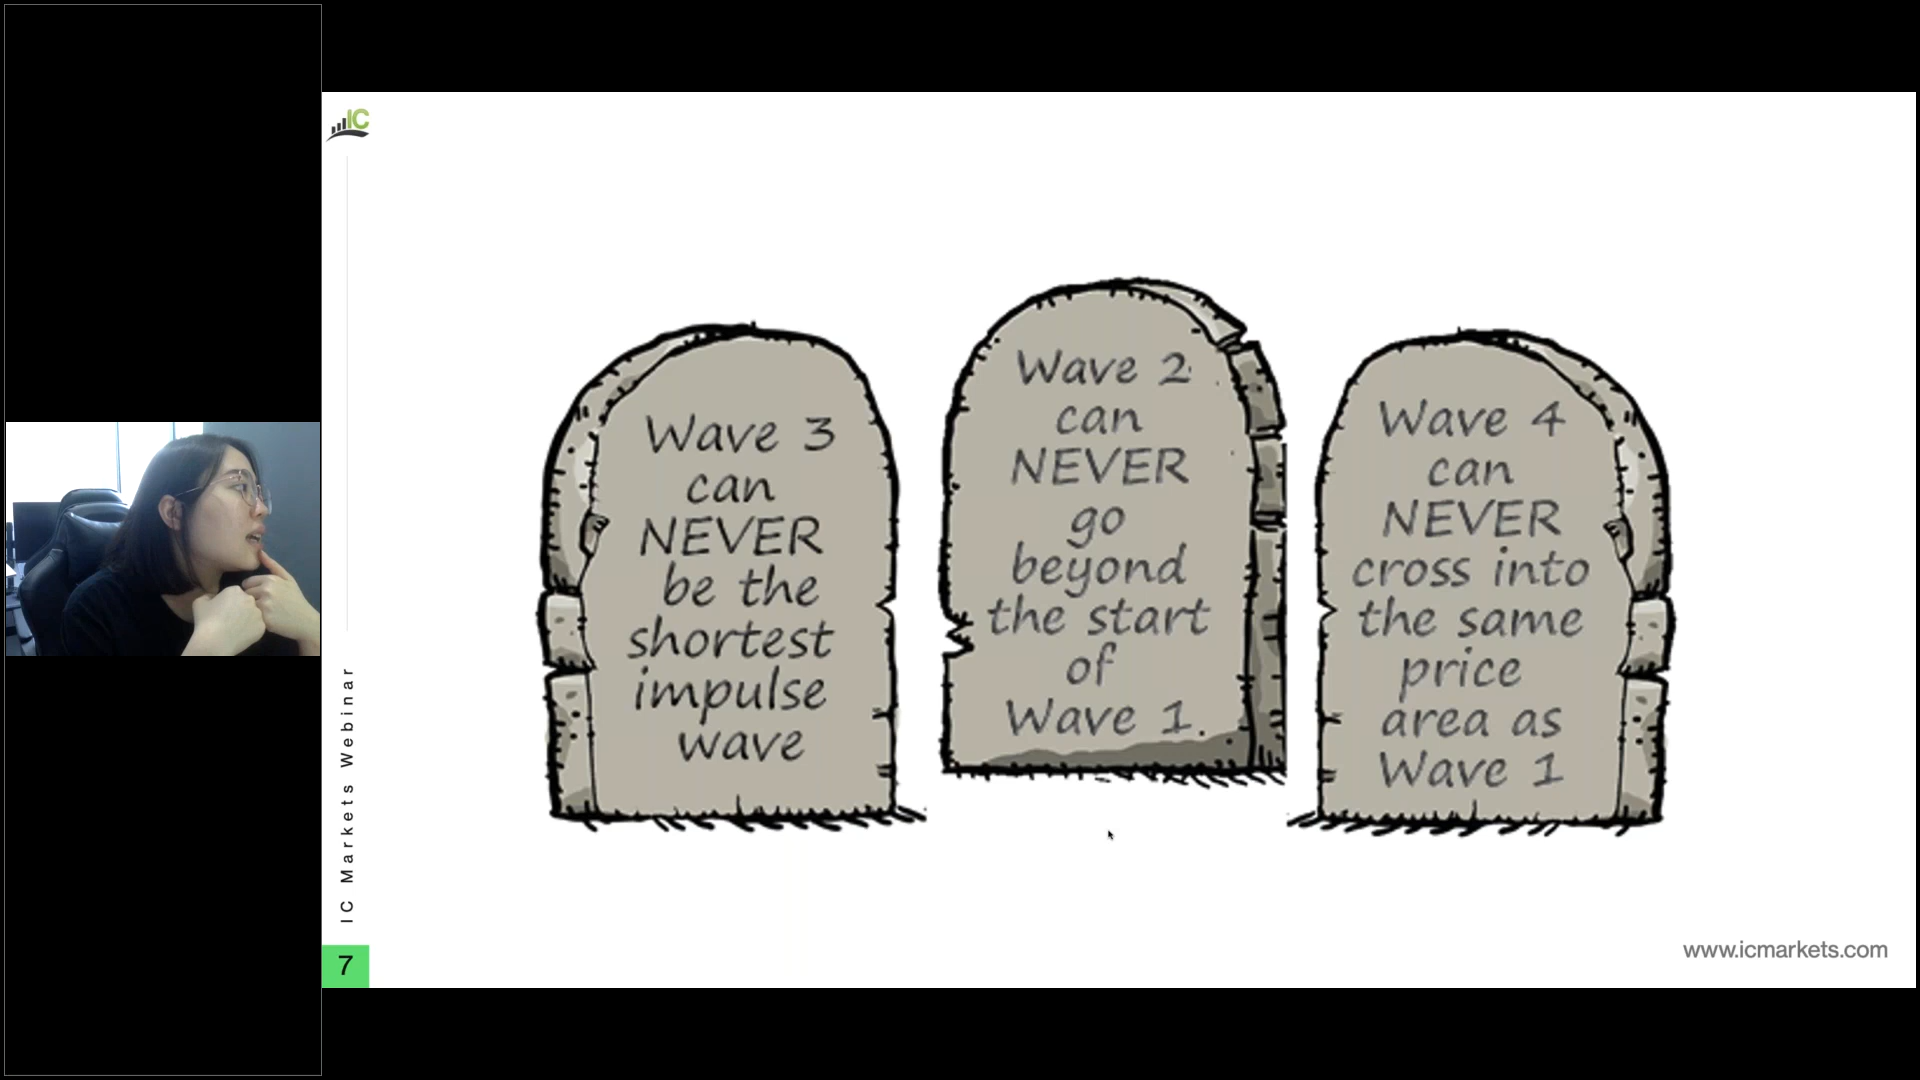 IC
Wave 3
can
NEVER
be the
shortest
impulse
wave
Wave 2
can
NEVER
go
beyond
the start
of
Wave 1.
Wave 4
can
NEVER
cross into
the same
price
area as
Wave 1
IC Markets Webinar
7
www.icmarkets.com